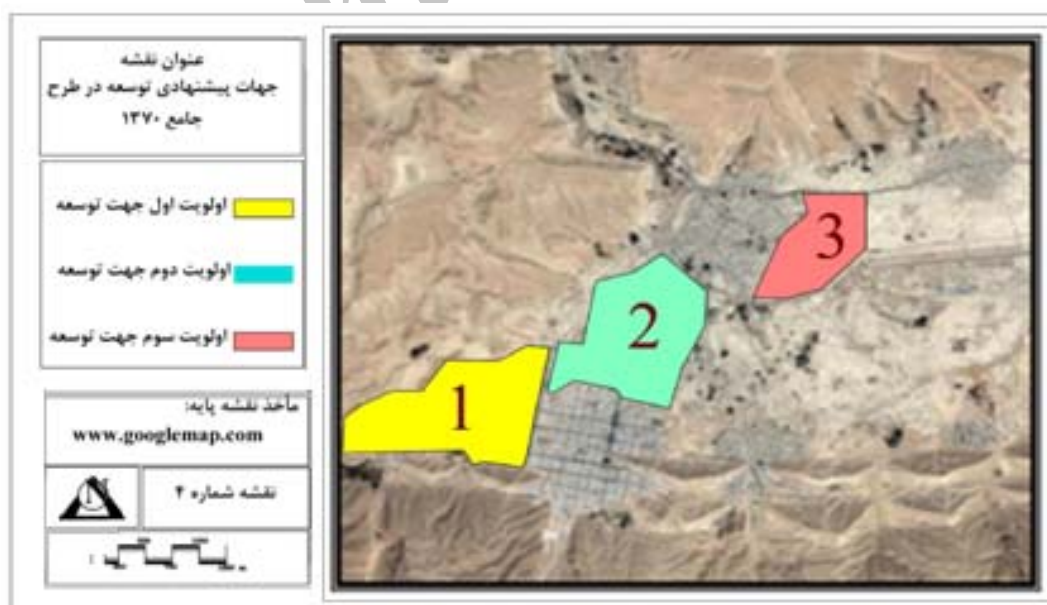 عنوان نقشه
جهات پیشنهادی توسعه در طرح
جامع ۱۳۷۰
اولویت اول جهت توسعه
اولویت دوم جهت توسعه
اولویت سوم جهت توسعه
مأخذ نقشه پایه:
www.googlemap.com
نقشه شماره ۴
1
2
3